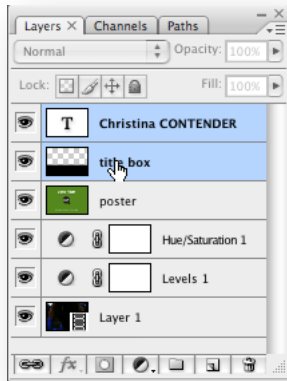 Layers × Channels Paths
Normal Opacity: 100%
Lock: Fill: 100%
T Christina CONTENDER
title box
poster
Hue/Saturation 1
Levels 1
Layer 1
fx.